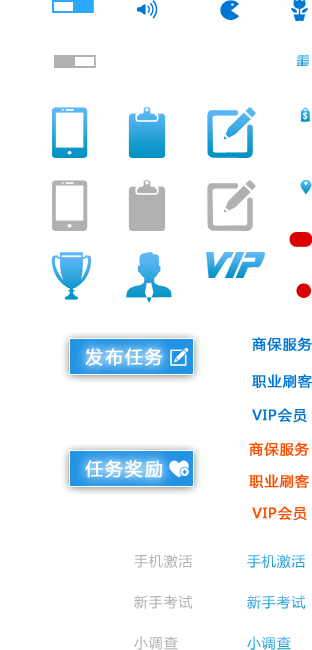 VIP
发布任务
商保服务
职业刷客
VIP会员
任务奖励
商保服务
职业刷客
VIP会员
手机激活
手机激活
新手考试
新手考试
小调查
小调查